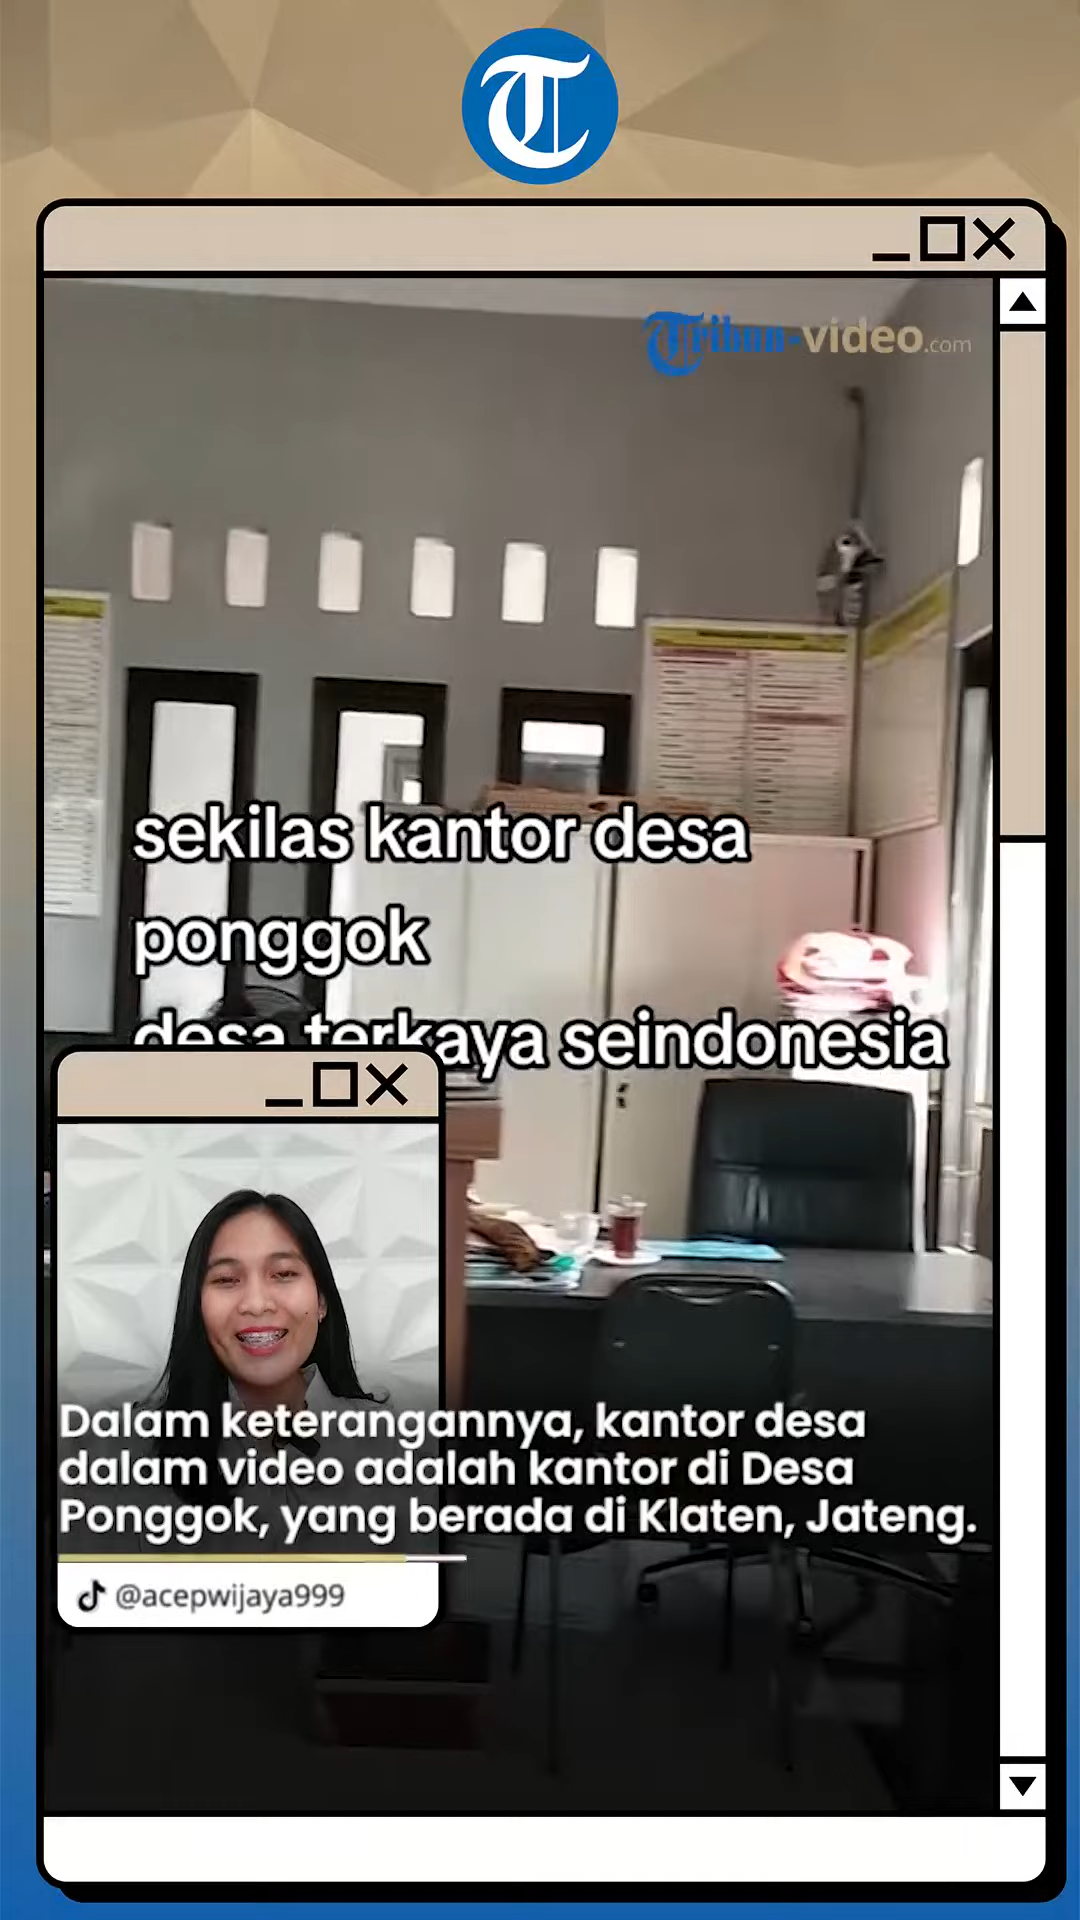 T
Tribun-video.com
sekilas kantor desa
ponggok
desa terkaya seindonesia
Dalam keterangannya, kantor desa
dalam video adalah kantor di Desa
Ponggok, yang berada di Klaten, Jateng.
@acepwijaya999